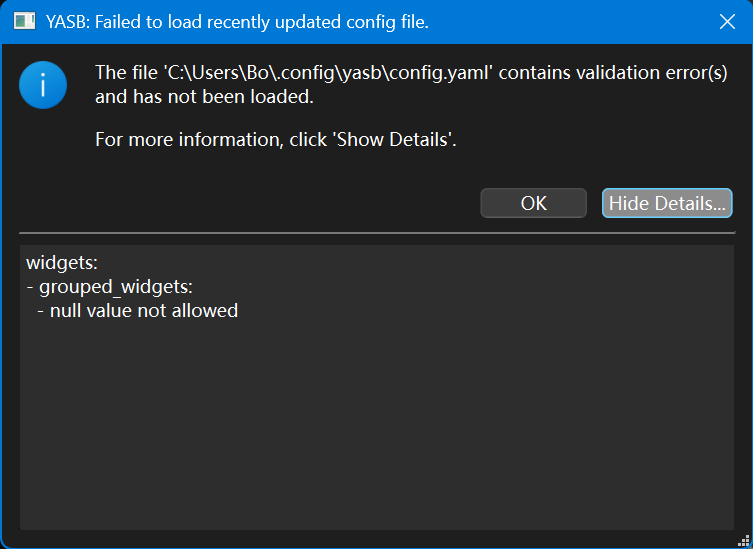 YASB: Failed to load recently updated config file.
The file 'C:\Users\Bo\.config\yasb\config.yaml' contains validation error(s)
and has not been loaded.
For more information, click 'Show Details'.
OK
Hide Details...
widgets:
- grouped_widgets:
  - null value not allowed